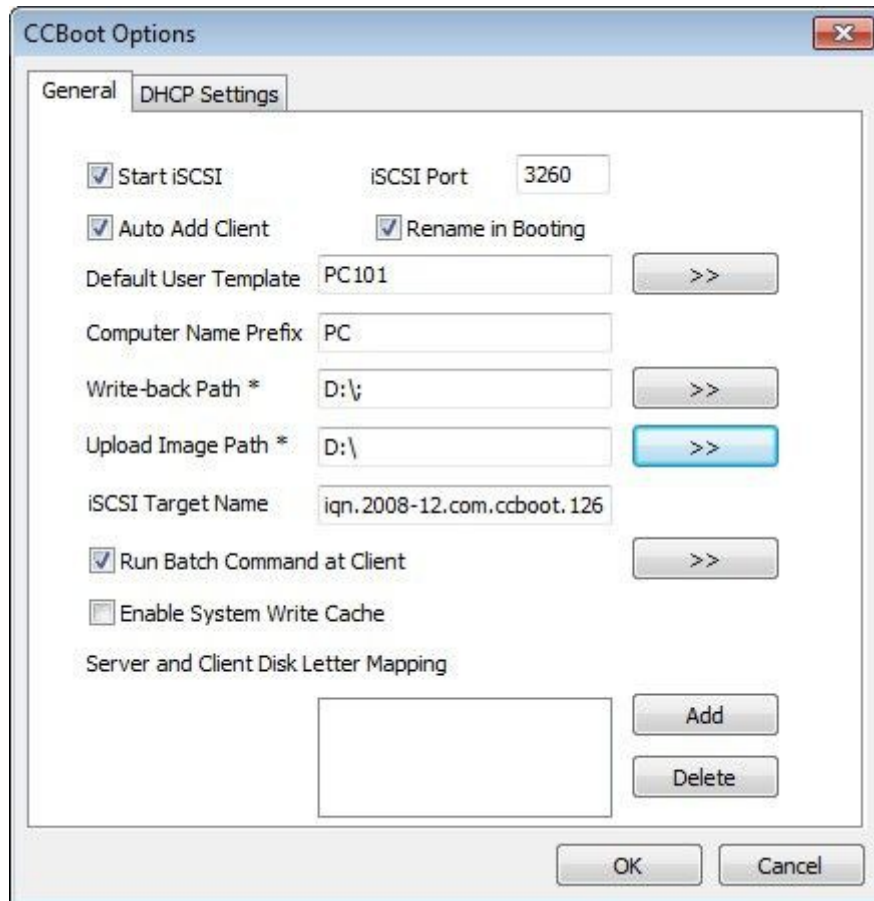 CCBoot Options
General DHCP Settings
Start iSCSI iSCSI Port 3260
Auto Add Client Rename in Booting
Default User Template PC101 >>
Computer Name Prefix PC
Write-back Path * D:\; >>
Upload Image Path * D:\ >>
iSCSI Target Name iqn.2008-12.com.ccboot.126
Run Batch Command at Client >>
Enable System Write Cache
Server and Client Disk Letter Mapping
Add
Delete
OK Cancel